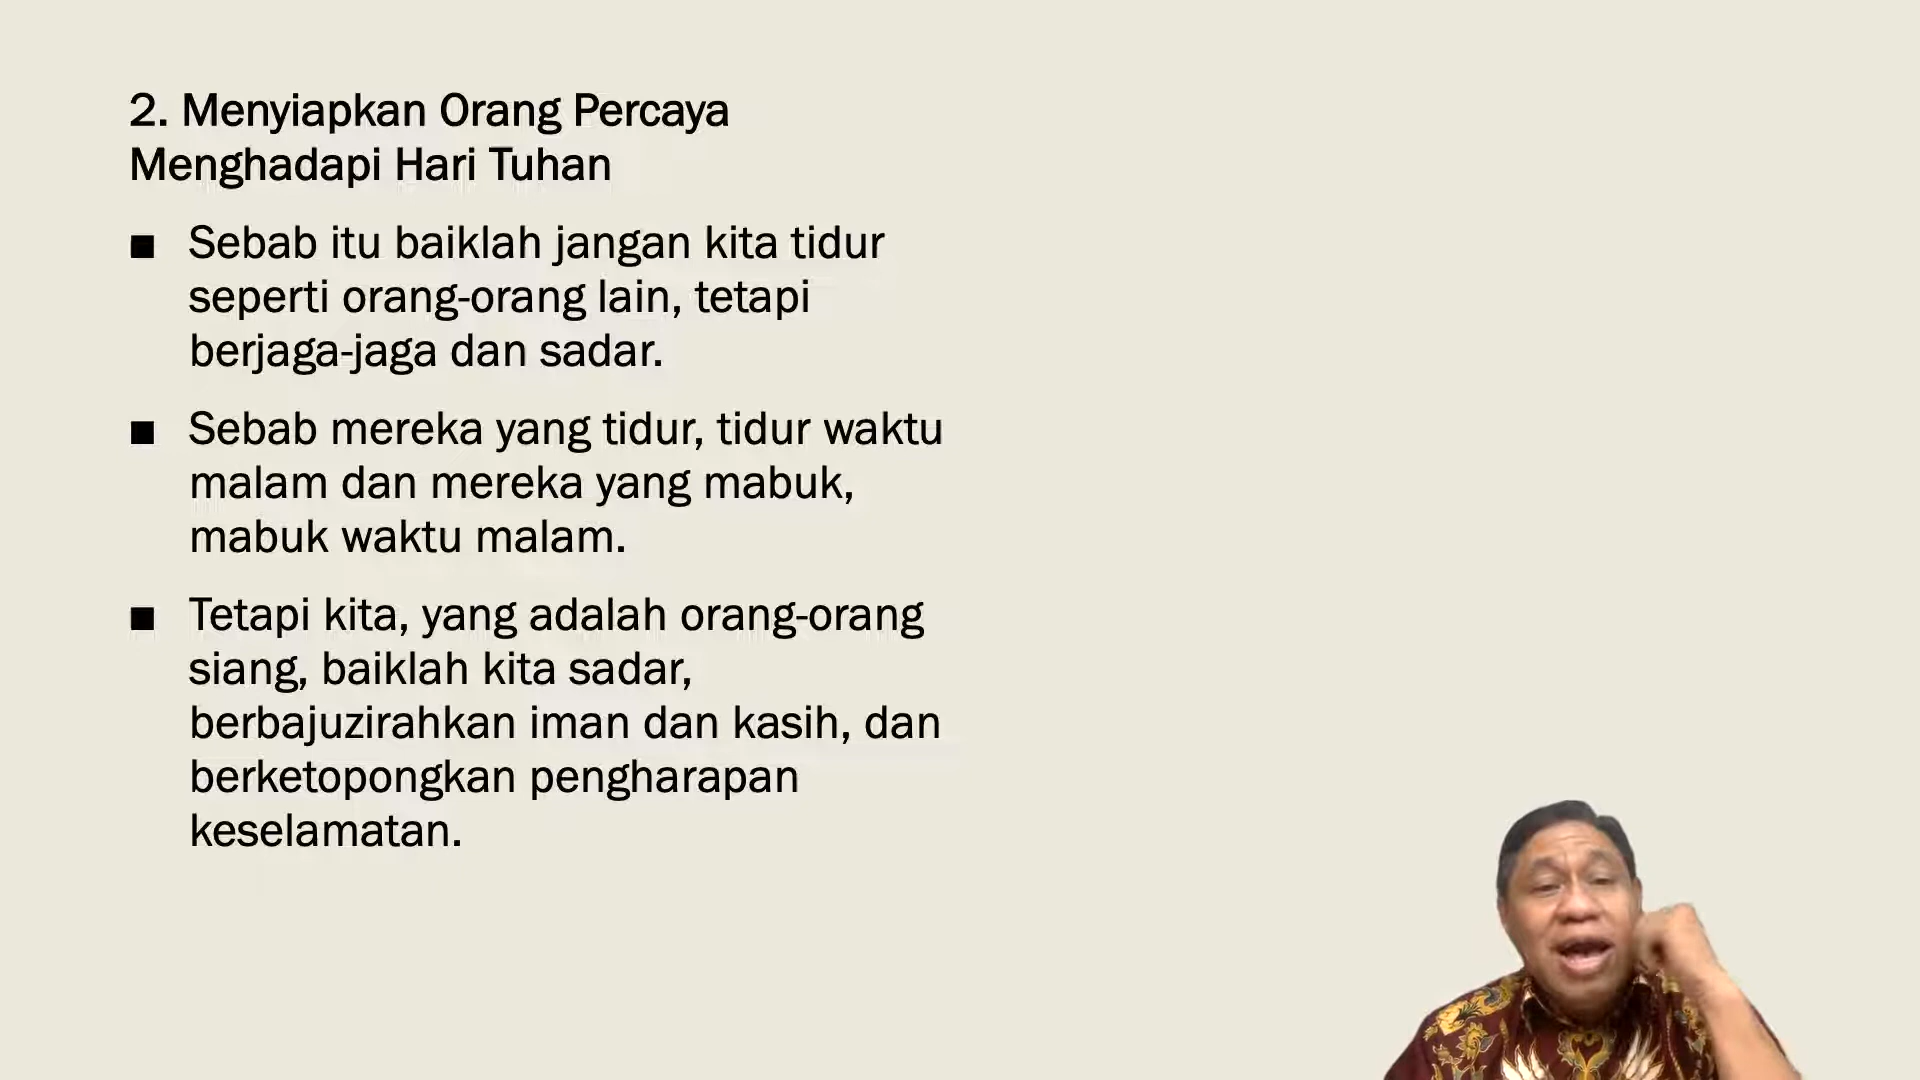 2. Menyiapkan Orang Percaya
Menghadapi Hari Tuhan
■ Sebab itu baiklah jangan kita tidur
seperti orang-orang lain, tetapi
berjaga-jaga dan sadar.
■ Sebab mereka yang tidur, tidur waktu
malam dan mereka yang mabuk,
mabuk waktu malam.
■ Tetapi kita, yang adalah orang-orang
siang, baiklah kita sadar,
berbajuzirahkan iman dan kasih, dan
berketopongkan pengharapan
keselamatan.